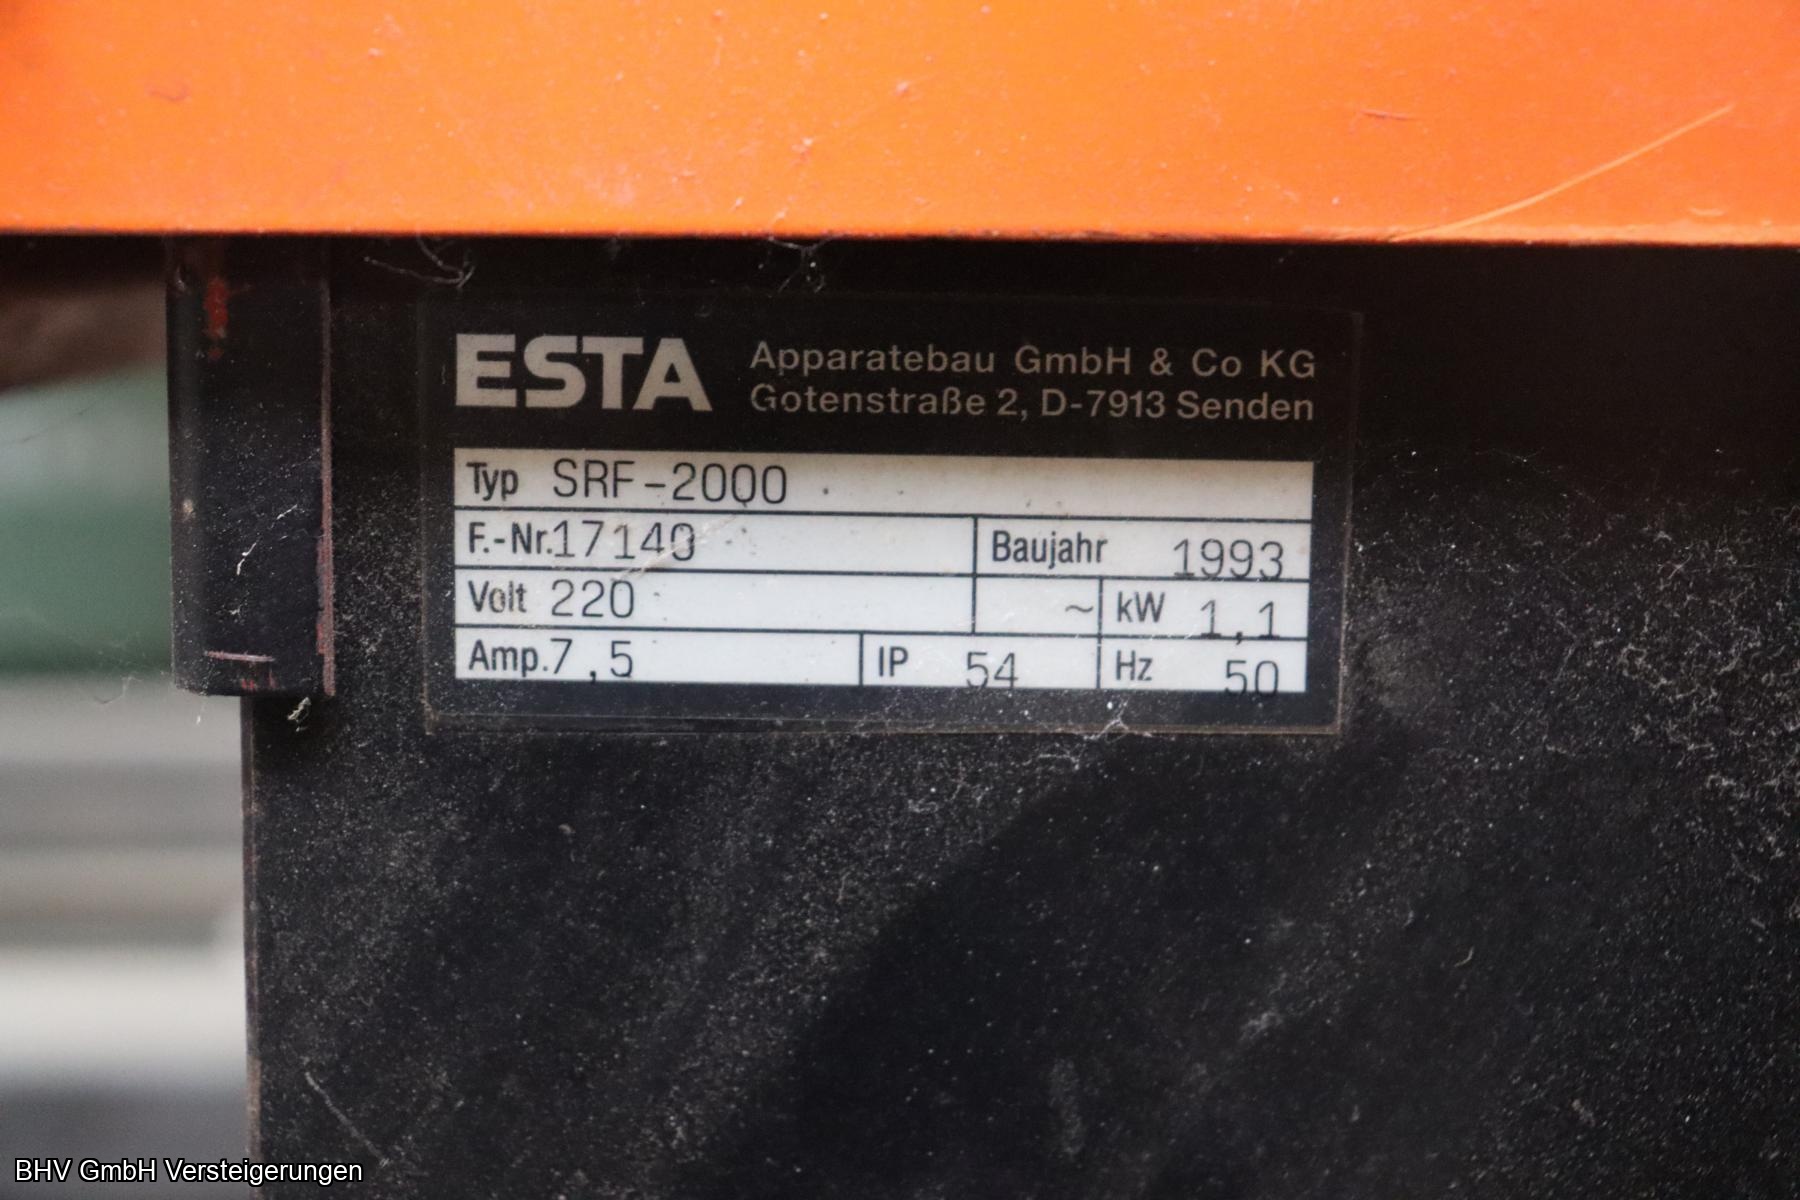 ESTA Apparatebau GmbH & Co KG
Gotenstraße 2, D-7913 Senden
Typ SRF-2000
F.-Nr.17140 Baujahr 1993
Volt 220 ~ kW 1,1
Amp.7,5 IP 54 Hz 50
BHV GmbH Versteigerungen